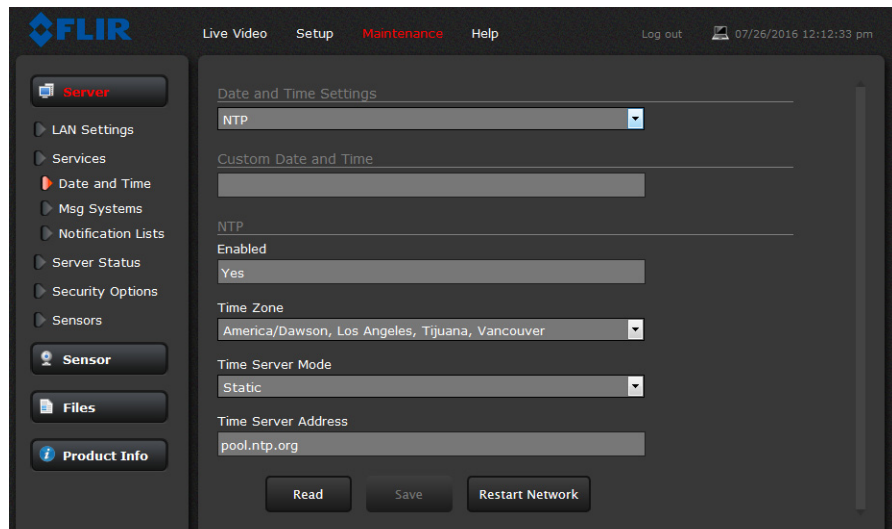 FLIR
Live Video Setup Maintenance Help Log out 07/26/2016 12:12:33 pm
Server
LAN Settings
Services
Date and Time
Msg Systems
Notification Lists
Server Status
Security Options
Sensors
Sensor
Files
Product Info
Date and Time Settings
NTP
Custom Date and Time
NTP
Enabled
Yes
Time Zone
America/Dawson, Los Angeles, Tijuana, Vancouver
Time Server Mode
Static
Time Server Address
pool.ntp.org
Read Save Restart Network